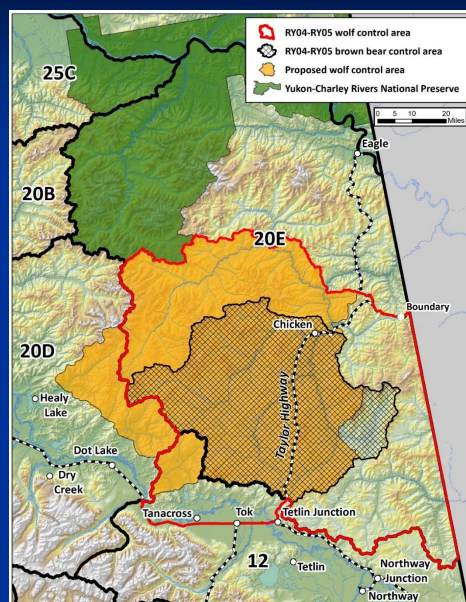 RY04-RY05 wolf control area
RY04-RY05 brown bear control area
Proposed wolf control area
Yukon-Charley Rivers National Preserve
0 5 10 20
Miles
25C
Eagle
20B
20E
Boundary
Chicken
20D
Taylor Highway
Healy
Lake
Dot Lake
Dry
Creek
Tanacross
Tok
Tetlin Junction
12
Tetlin
Northway
Junction
Northway